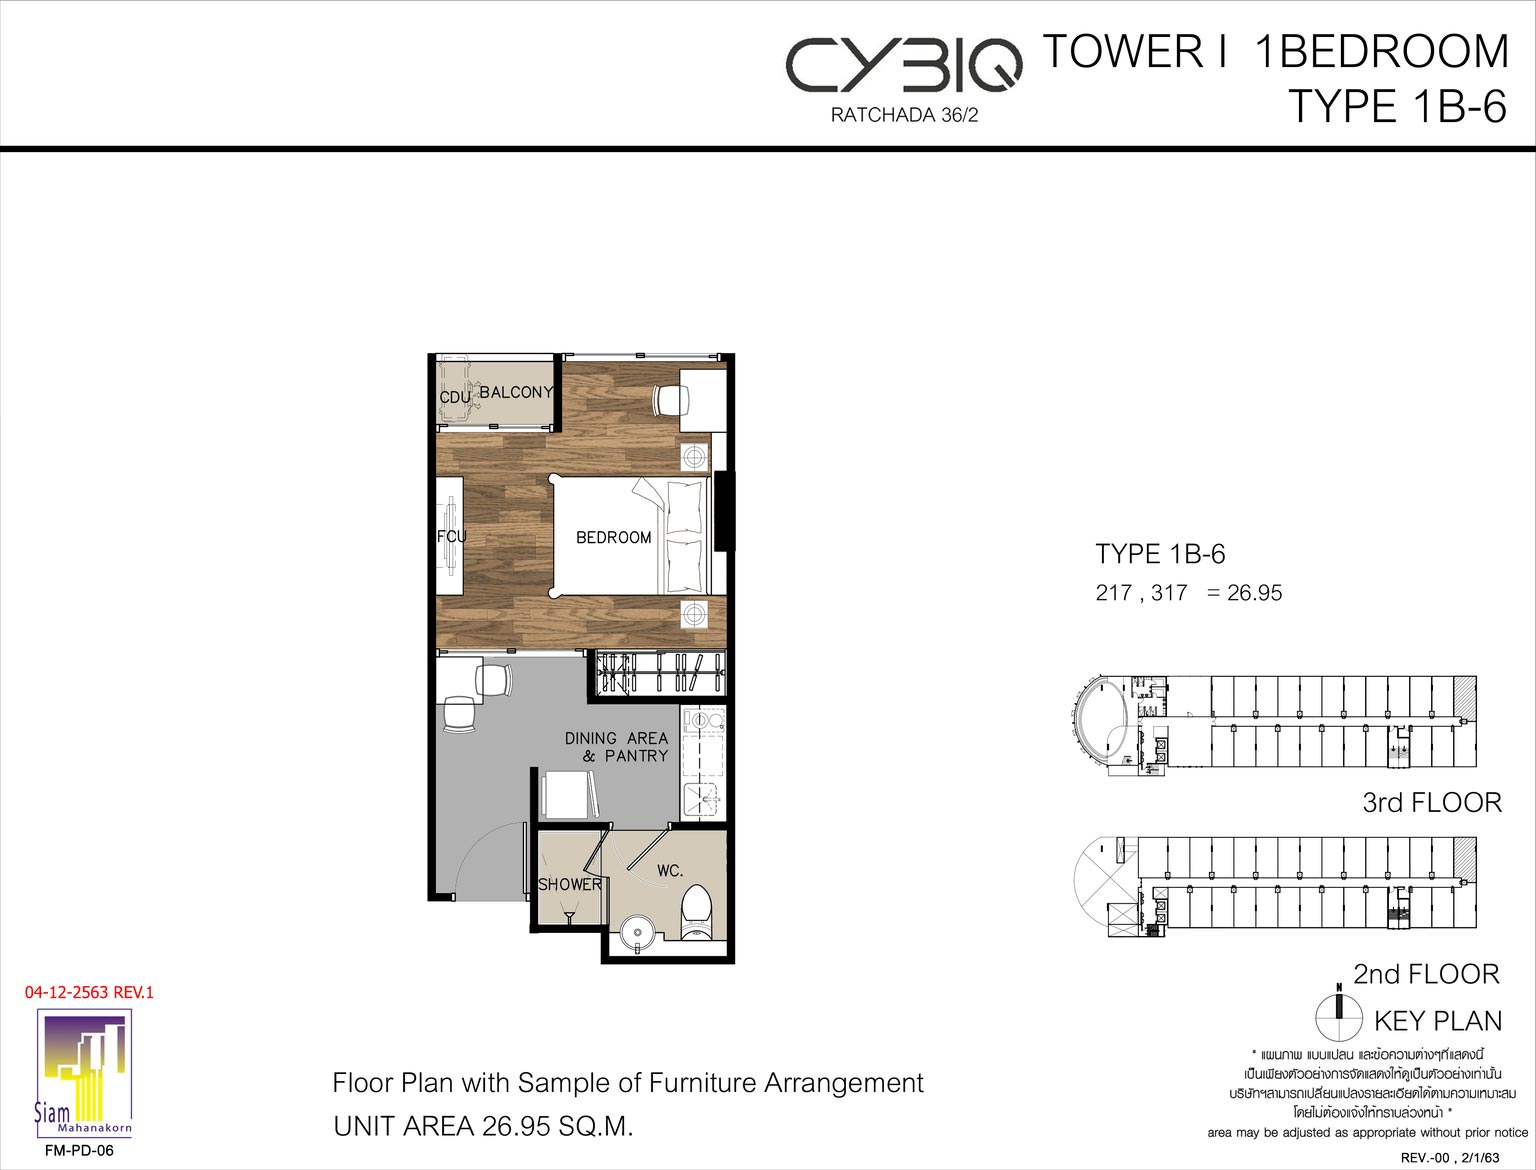 CYBIQ
RATCHADA 36/2
TOWER I 1BEDROOM
TYPE 1B-6
CDU
BALCONY
FCU
BEDROOM
DINING AREA
& PANTRY
SHOWER
WC.
TYPE 1B-6
217 , 317 = 26.95
3rd FLOOR
2nd FLOOR
N
KEY PLAN
* แผนภาพ แบบแปลน และข้อความต่างๆที่แสดงนี้
เป็นเพียงตัวอย่างการจัดแสดงให้ดูเป็นตัวอย่างเท่านั้น
บริษัทฯสามารถเปลี่ยนแปลงรายละเอียดได้ตามความเหมาะสม
โดยไม่ต้องแจ้งให้ทราบล่วงหน้า *
area may be adjusted as appropriate without prior notice
REV.-00 , 2/1/63
04-12-2563 REV.1
Siam
Mahanakorn
FM-PD-06
Floor Plan with Sample of Furniture Arrangement
UNIT AREA 26.95 SQ.M.